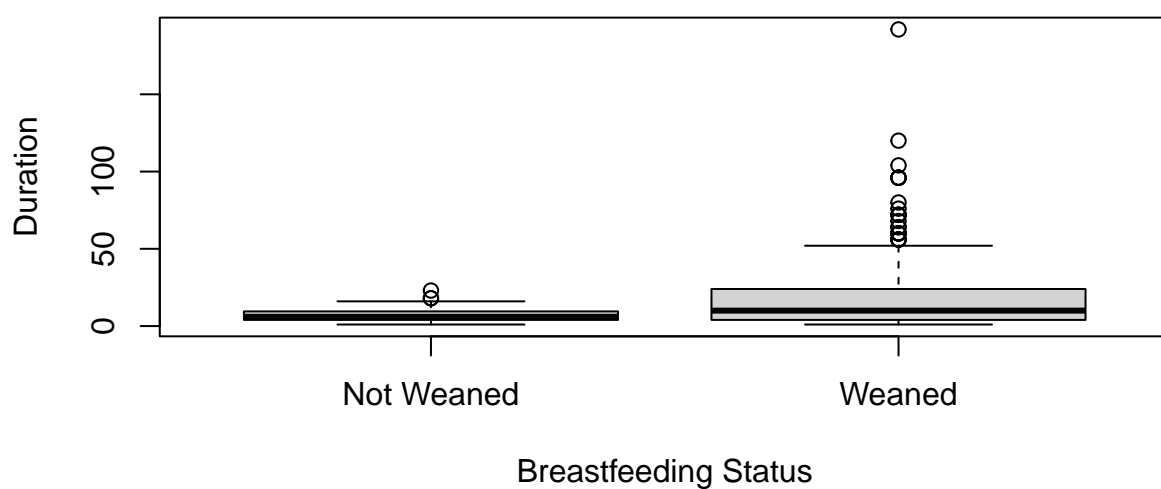 Duration
100
50
0
Not Weaned
Weaned
Breastfeeding Status